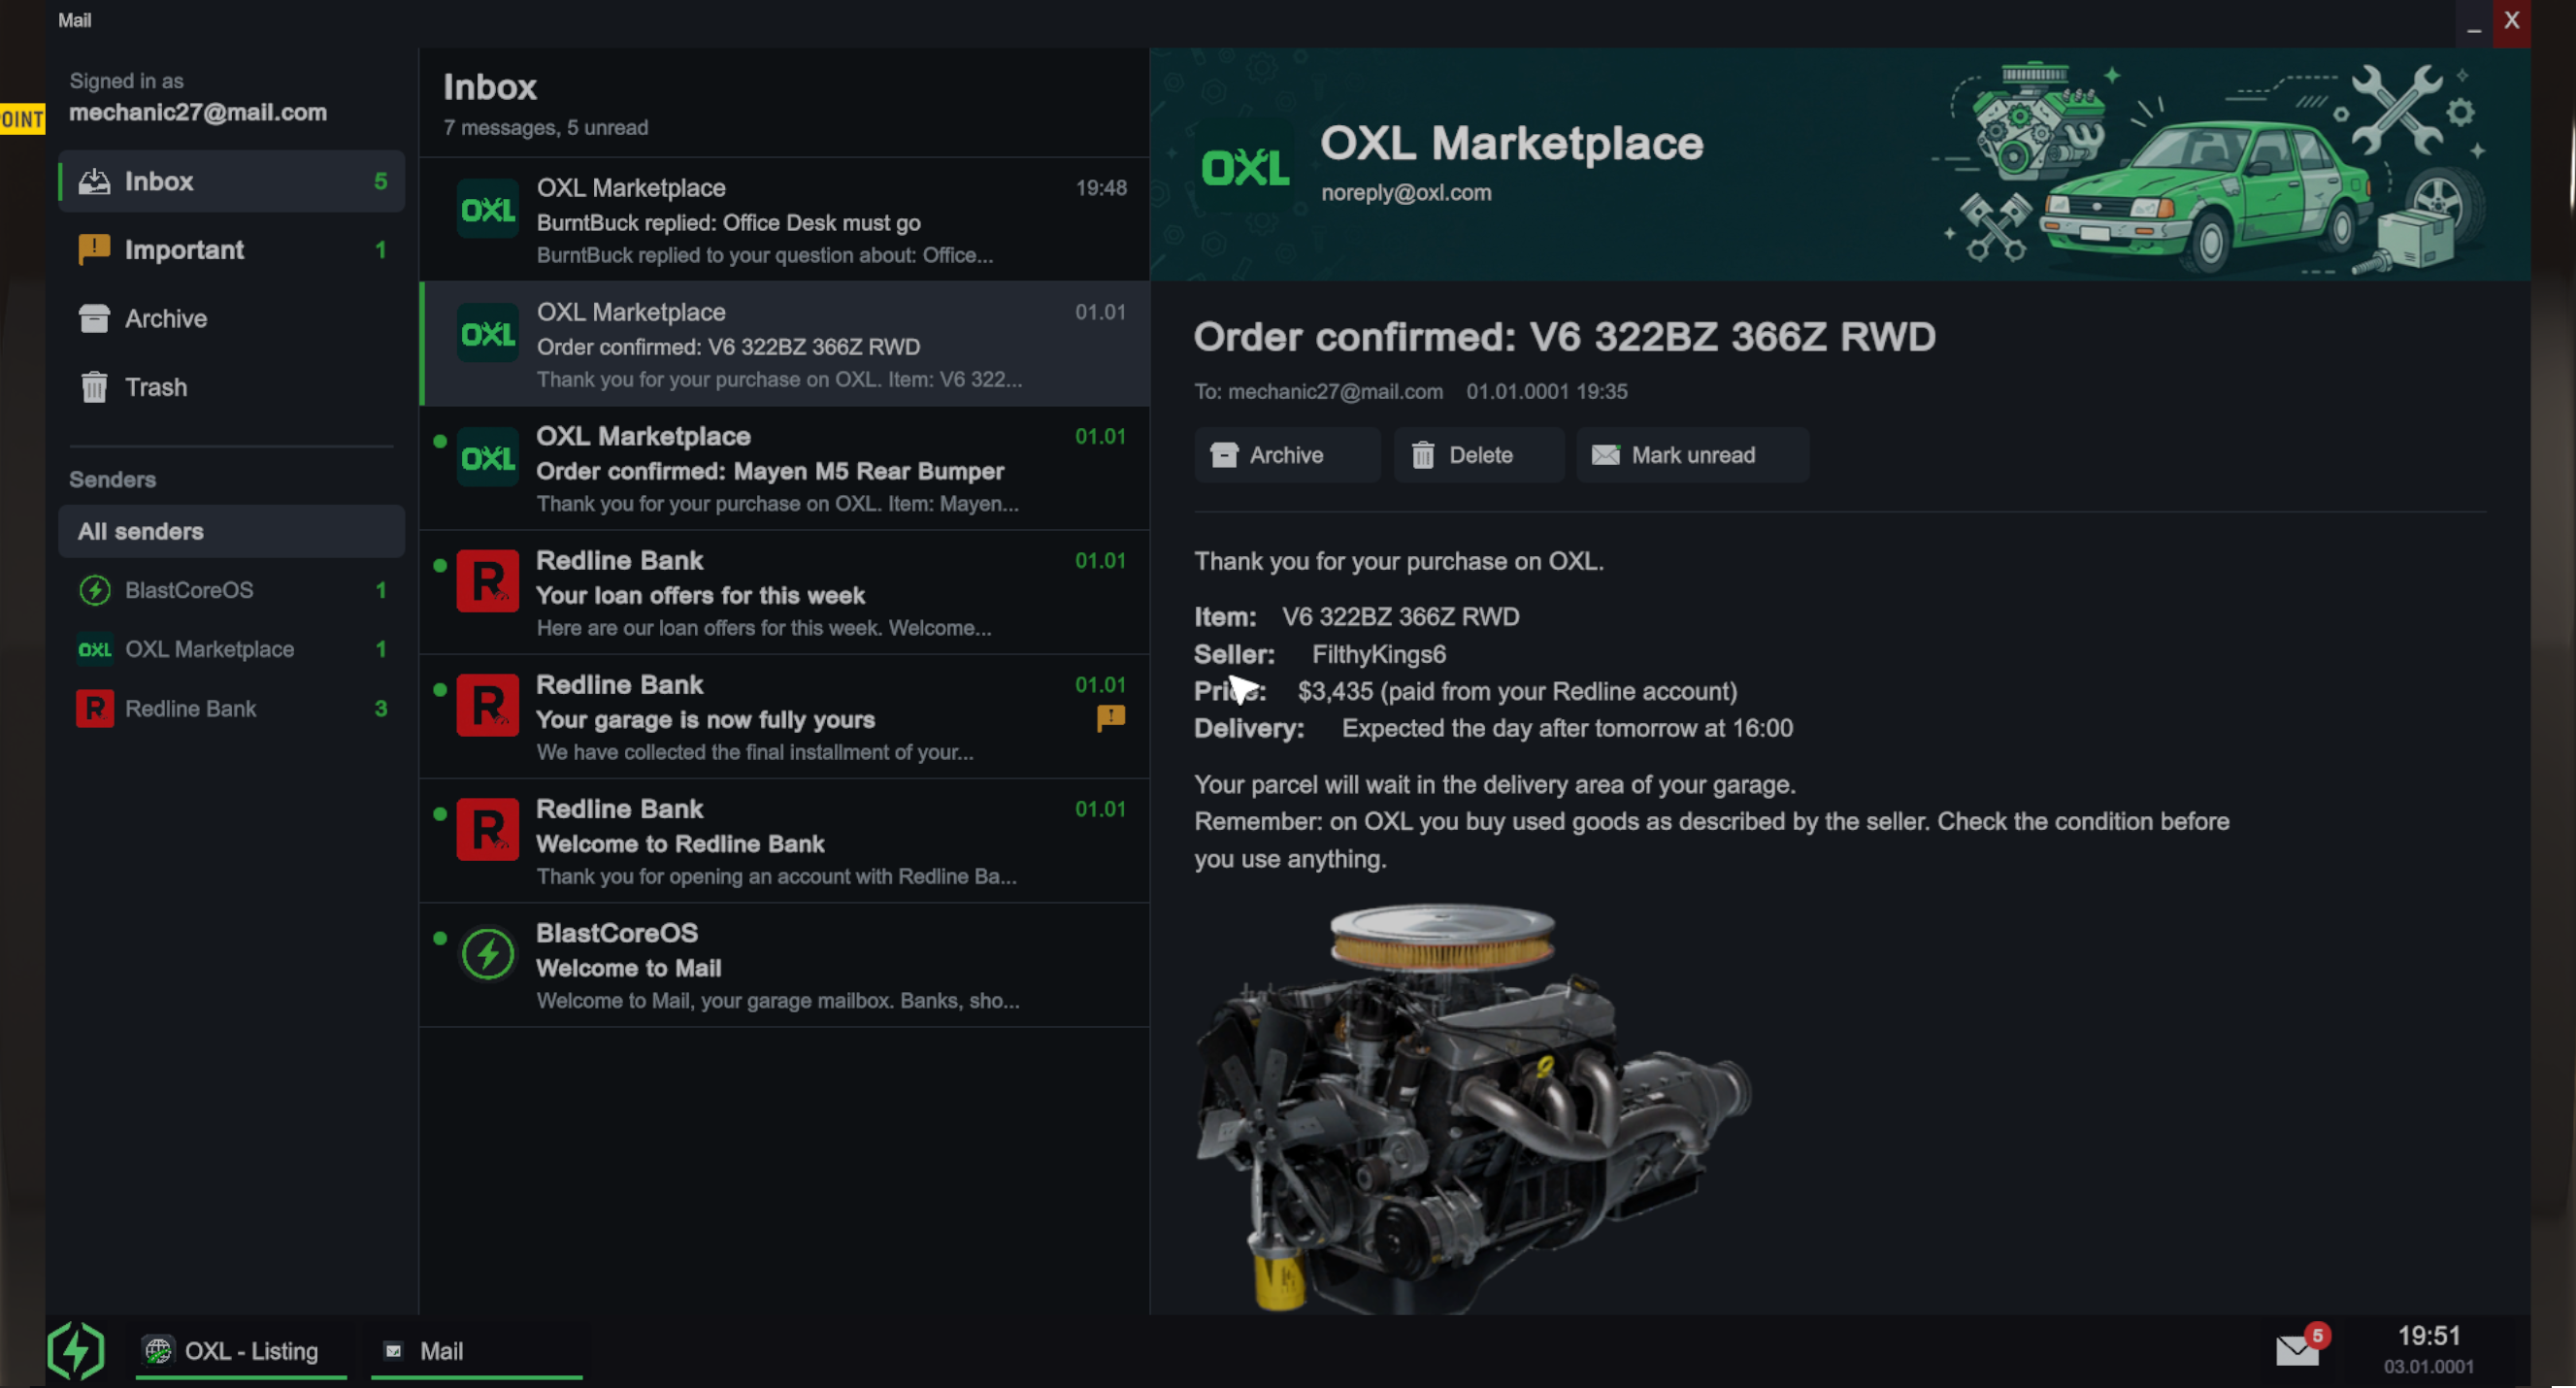 Mail
X
OINT
Signed in as
mechanic27@mail.com
Inbox 5
Important 1
Archive
Trash
Senders
All senders
BlastCoreOS 1
OXL OXL Marketplace 1
R Redline Bank 3
Inbox
7 messages, 5 unread
OXL
OXL Marketplace 19:48
BurntBuck replied: Office Desk must go
BurntBuck replied to your question about: Office...
OXL
OXL Marketplace 01.01
Order confirmed: V6 322BZ 366Z RWD
Thank you for your purchase on OXL. Item: V6 322...
OXL
OXL Marketplace 01.01
Order confirmed: Mayen M5 Rear Bumper
Thank you for your purchase on OXL. Item: Mayen...
R
Redline Bank 01.01
Your loan offers for this week
Here are our loan offers for this week. Welcome...
R
Redline Bank 01.01
Your garage is now fully yours
We have collected the final installment of your...
R
Redline Bank 01.01
Welcome to Redline Bank
Thank you for opening an account with Redline Ba...
BlastCoreOS
Welcome to Mail
Welcome to Mail, your garage mailbox. Banks, sho...
OXL
OXL Marketplace
noreply@oxl.com
Order confirmed: V6 322BZ 366Z RWD
To: mechanic27@mail.com 01.01.0001 19:35
Archive Delete Mark unread
Thank you for your purchase on OXL.
Item: V6 322BZ 366Z RWD
Seller: FilthyKings6
Price: $3,435 (paid from your Redline account)
Delivery: Expected the day after tomorrow at 16:00
Your parcel will wait in the delivery area of your garage.
Remember: on OXL you buy used goods as described by the seller. Check the condition before
you use anything.
OXL - Listing
Mail
5
19:51
03.01.0001